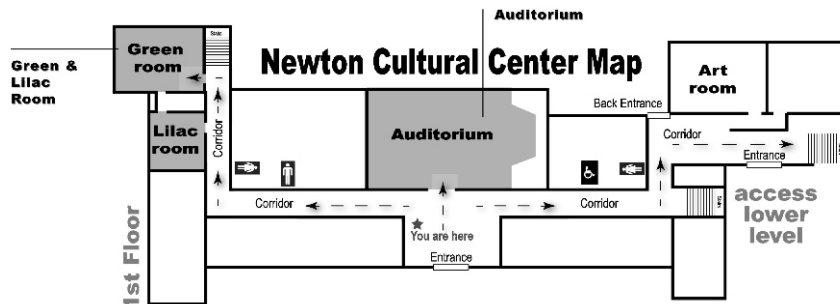 Auditorium
Green &
Lilac
Room
Green
room
Stair
Newton Cultural Center Map
Art
room
Back Entrance
Lilac
room
Corridor
Auditorium
Corridor
Entrance
Corridor
Corridor
You are here
Entrance
access
lower
level
1st Floor